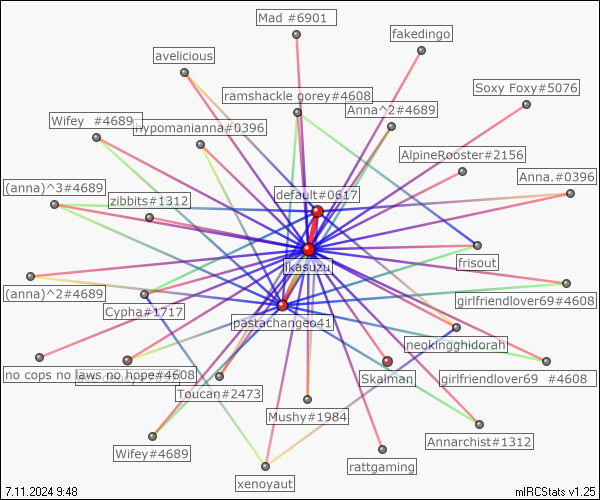 Mad #6901
fakedingo
avelicious
Soxy Foxy#5076
ramshackle gorey#4608
Anna^2#4689
Wifey #4689
hypomanianna#0396
AlpineRooster#2156
Anna.#0396
(anna)^3#4689
zibbits#1312
default#0617
ikasuzu
frisout
(anna)^2#4689
girlfriendlover69#4608
Cypha#1717
pastachangeo41
neokingghidorah
no cops no laws no hope#4608
Skalman
girlfriendlover69 #4608
Toucan#2473
Mushy#1984
Annarchist#1312
Wifey#4689
rattgaming
xenoyaut
7.11.2024 9:48
mIRCStats v1.25